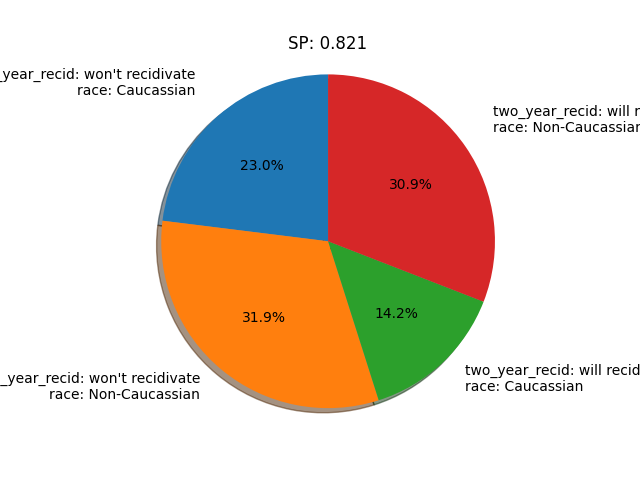 SP: 0.821
_year_recid: won't recidivate
race: Caucassian
two_year_recid: will
race: Non-Caucassian
23.0%
30.9%
31.9%
14.2%
_year_recid: won't recidivate
race: Non-Caucassian
two_year_recid: will recid
race: Caucassian